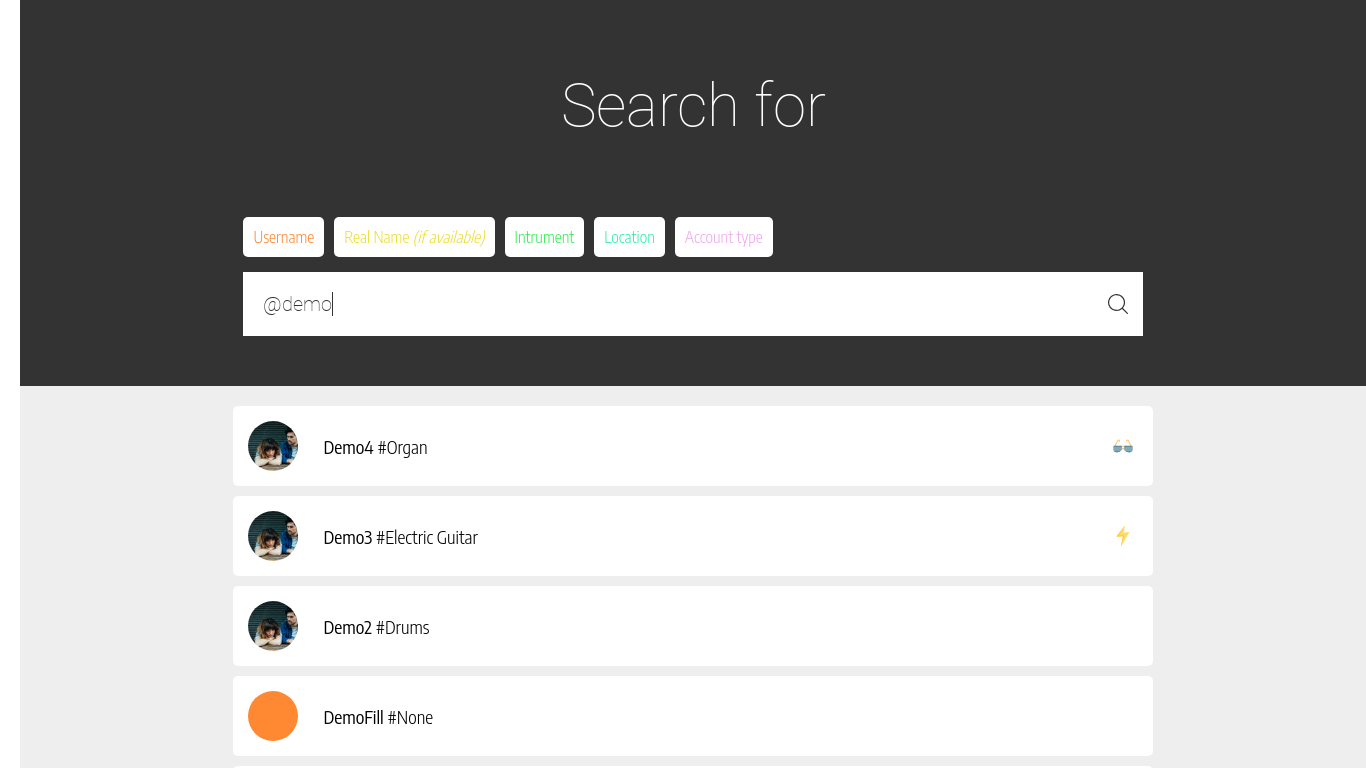 Search for
Username
Real Name (if available)
Intrument
Location
Account type
@demo
Demo4 #Organ
Demo3 #Electric Guitar
Demo2 #Drums
DemoFill #None